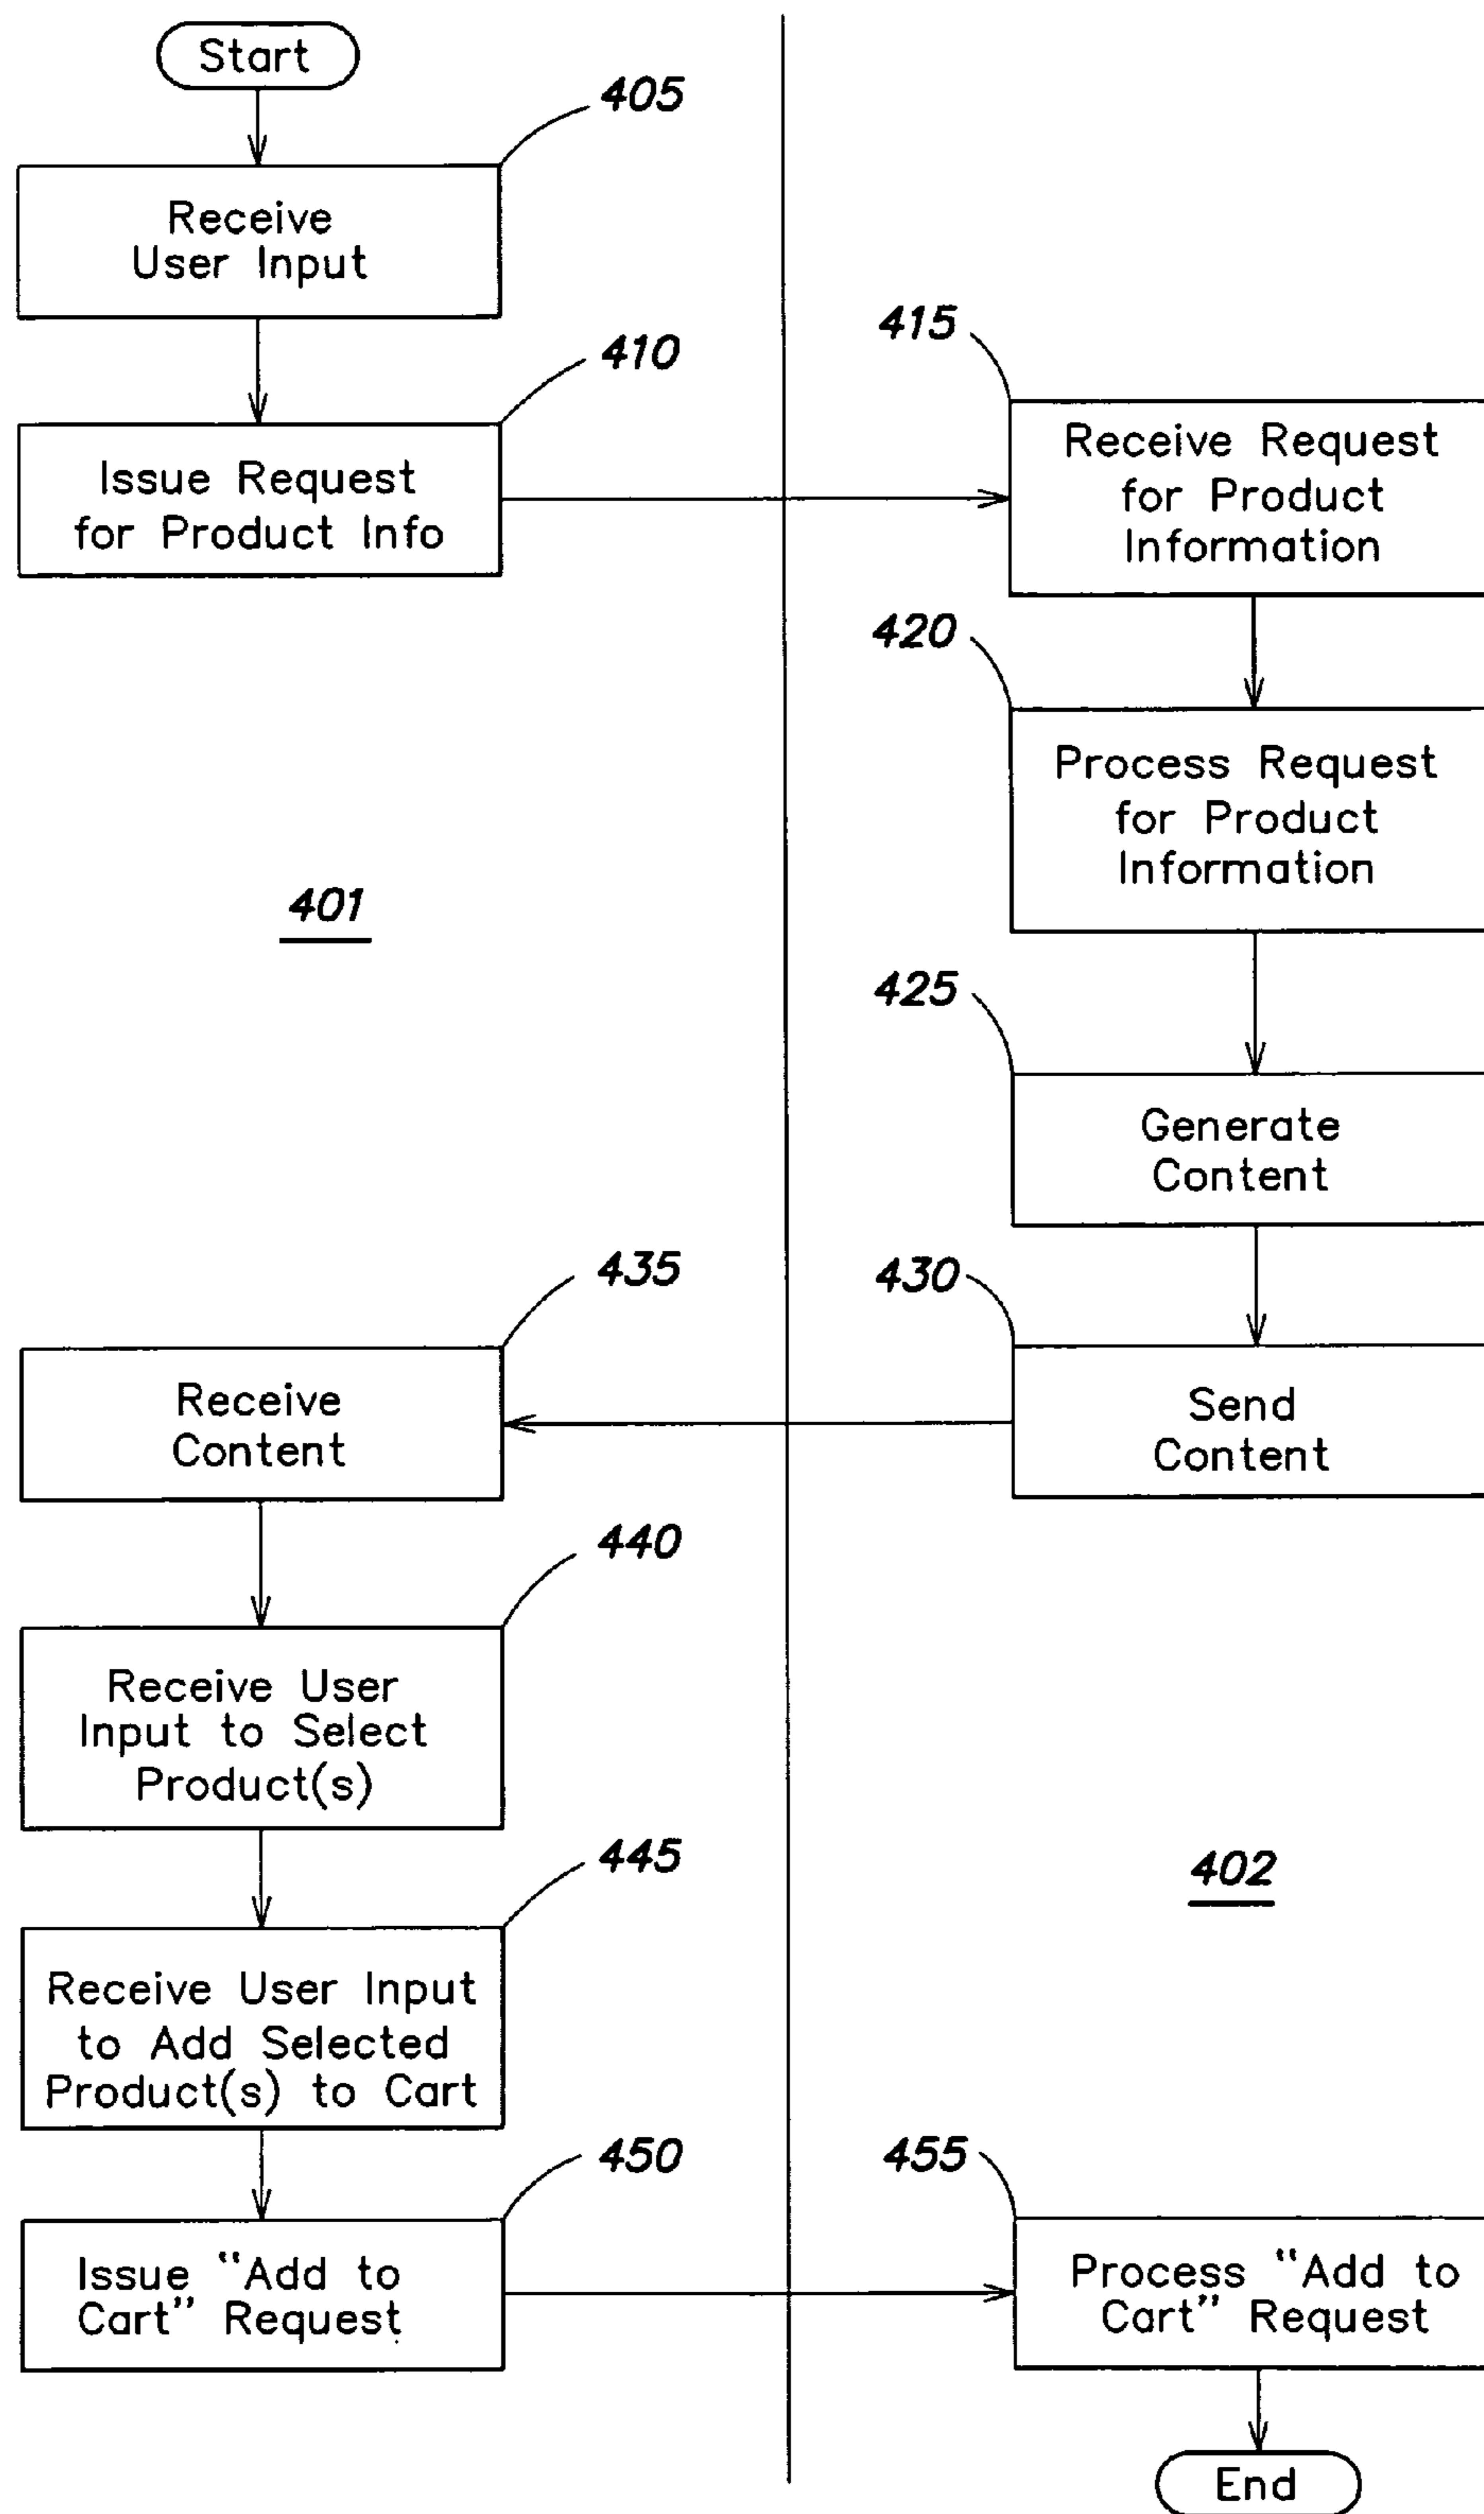 Start
405
Receive
User Input
410
Issue Request
for Product Info
415
Receive Request
for Product
Information
420
Process Request
for Product
Information
401
425
Generate
Content
430
Send
Content
435
Receive
Content
440
Receive User
Input to Select
Product(s)
445
Receive User Input
to Add Selected
Product(s) to Cart
402
450
Issue “Add to
Cart” Request
455
Process “Add to
Cart” Request
End